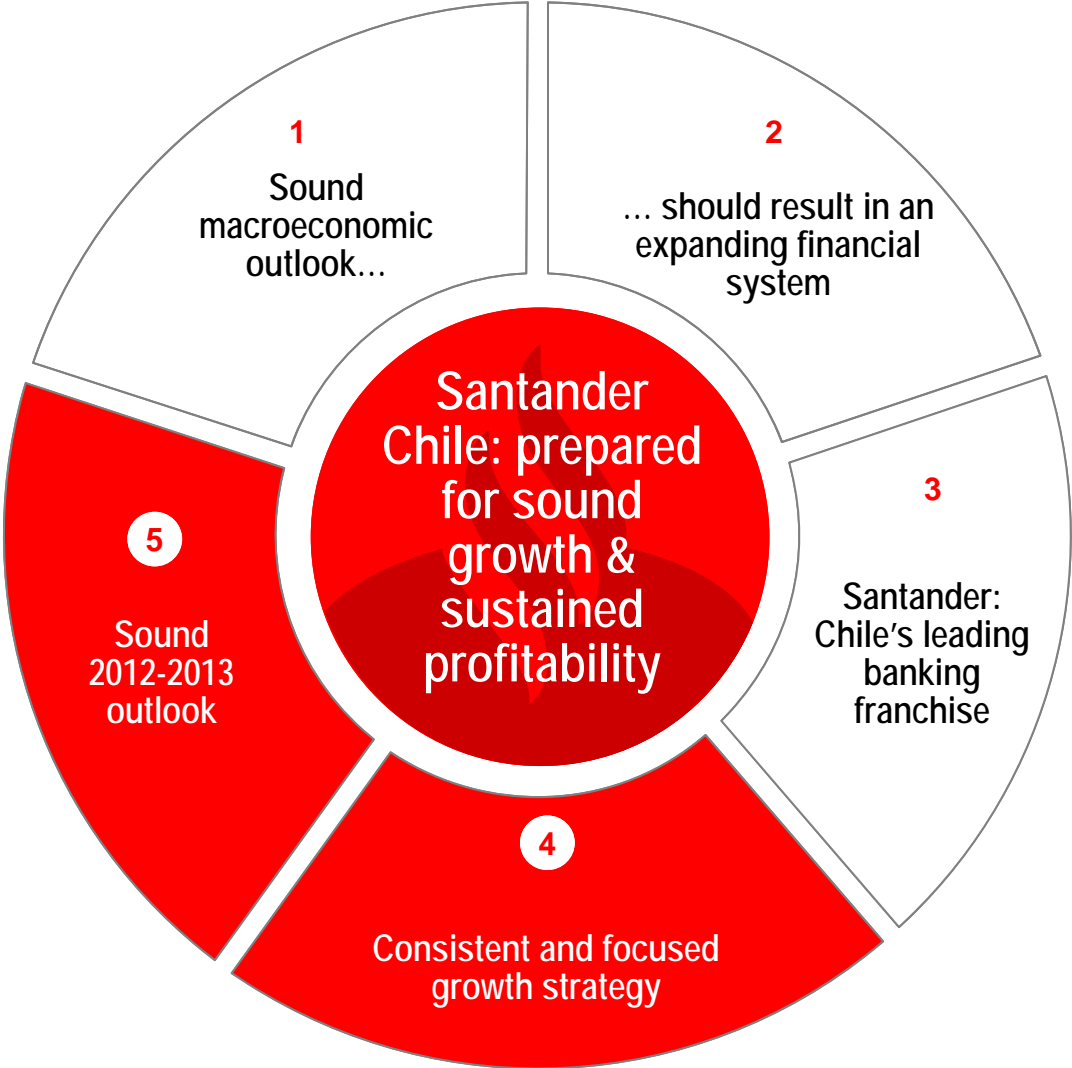 1
Sound
macroeconomic
outlook…
2
… should result in an
expanding financial
system
3
Santander:
Chile’s leading
banking
franchise
4
Consistent and focused
growth strategy
5
Sound
2012-2013
outlook
Santander
Chile: prepared
for sound
growth &
sustained
profitability